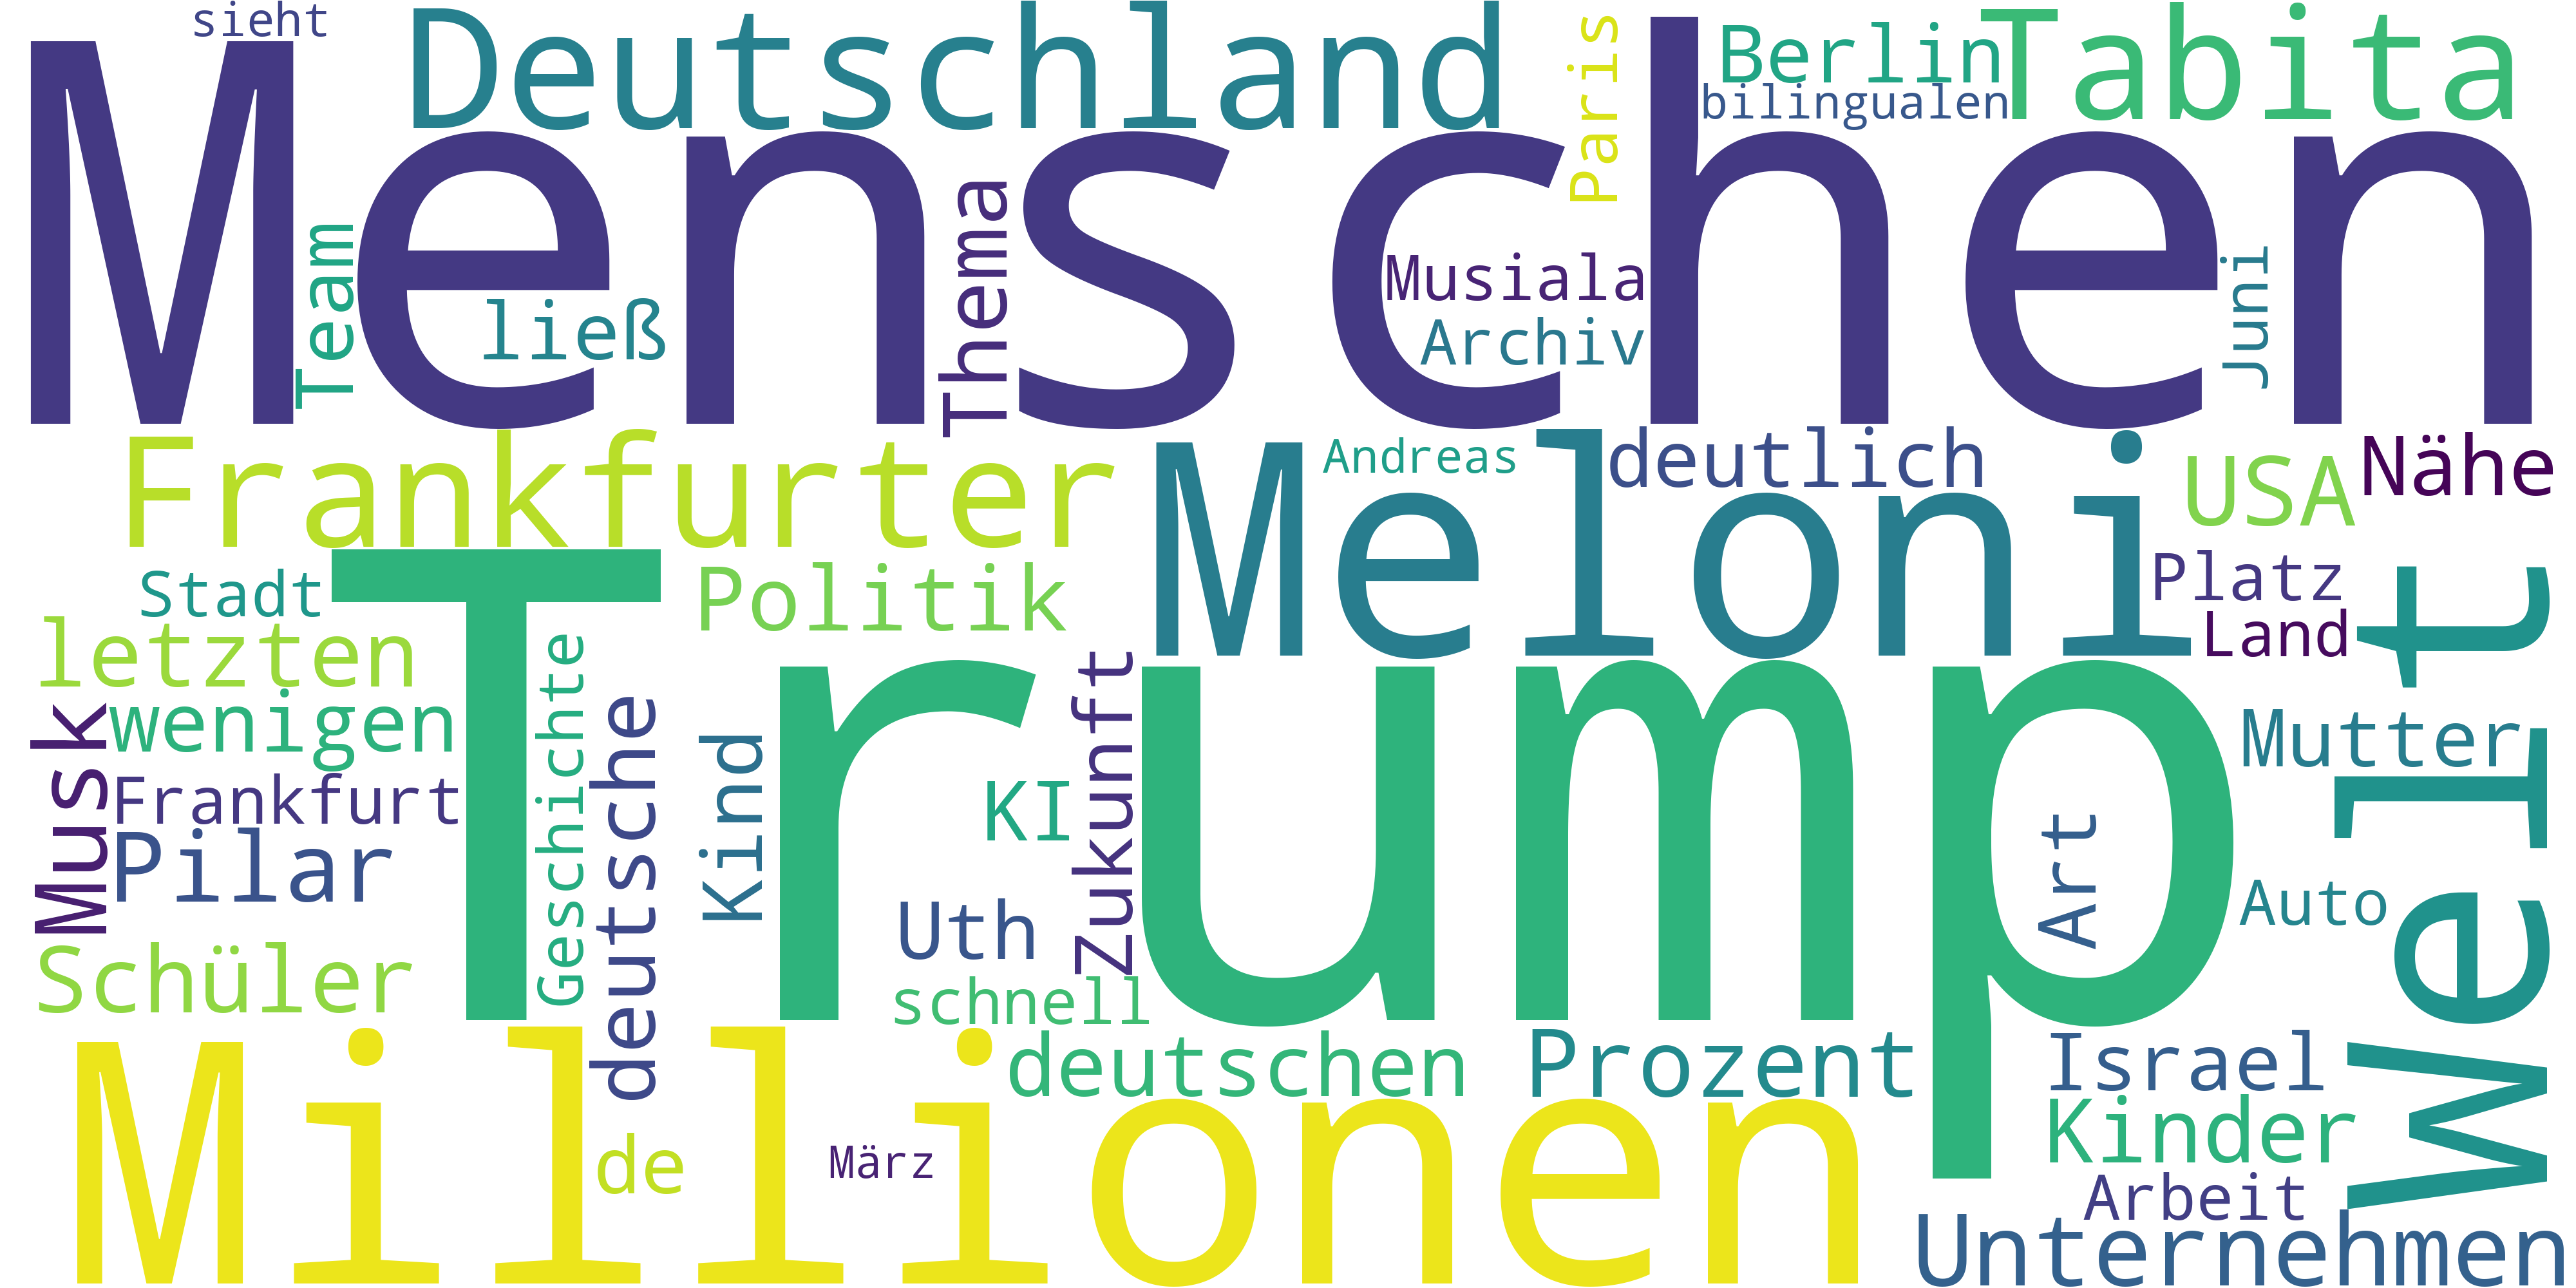 sieht
Deutschland
Paris
Berlin
Tabita
bilingualen
Menschen
Team
ließ
Thema
Musiala
Archiv
Juni
Frankfurter
Meloni
Andreas
deutlich
USA
Nähe
Stadt
Politik
Platz
Land
letzten
wenigen
Trump
Welt
Mutter
Musk
Frankfurt
Geschichte
deutsche
Kind
KI
Zukunft
Art
Auto
Pilar
Uth
Schüler
schnell
Millionen
deutschen
Prozent
Israel
Kinder
de
März
Arbeit
Unternehmen